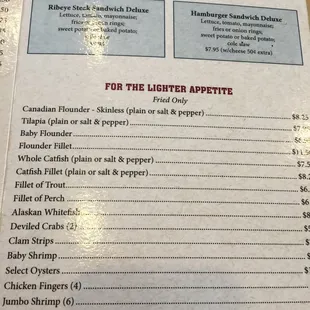 Ribeye Steak Sandwich Deluxe
Lettuce, tomato, mayonnaise;
fries or onion rings;
sweet potato or baked potato;
Hamburger Sandwich Deluxe
Lettuce, tomato, mayonnaise;
fries or onion rings;
sweet potato or baked potato;
cole slaw
$7.95 (w/cheese 50¢ extra)
FOR THE LIGHTER APPETITE
Fried Only
Canadian Flounder - Skinless (plain or salt & pepper) $8.25
Tilapia (plain or salt & pepper)
Baby Flounder
Flounder Fillet
Whole Catfish (plain or salt & pepper)
Catfish Fillet (plain or salt & pepper)
Fillet of Trout
Fillet of Perch
Alaskan Whitefish
Deviled Crabs (2)
Clam Strips
Baby Shrimp
Select Oysters
Chicken Fingers (4)
Jumbo Shrimp (6)